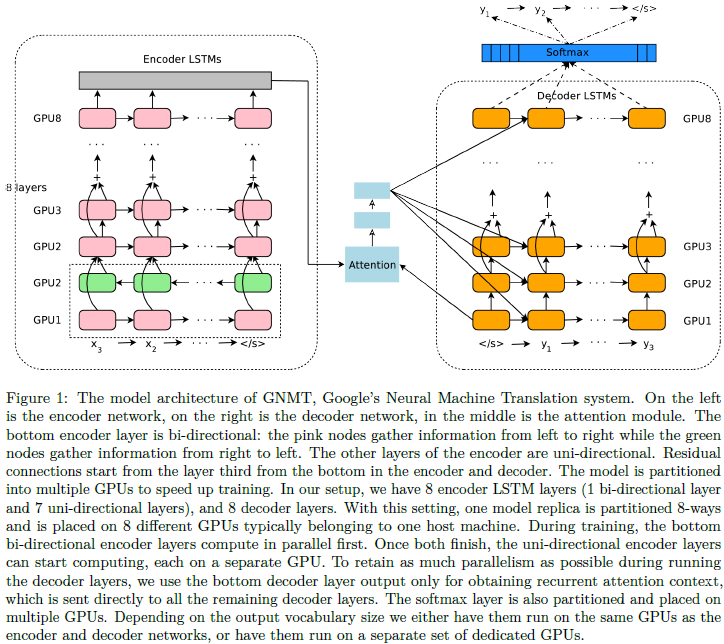 y1 y2 · · · </s>
Softmax
Encoder LSTMs
Decoder LSTMs
GPU8 GPU8
· · · · · · · · · · · ·
+ + + + + +
8 layers
GPU3 GPU3
GPU2
GPU2 GPU2
GPU1 GPU1
Attention
x3 x2 · · · </s>
</s> y1 · · · y3
Figure 1: The model architecture of GNMT, Google's Neural Machine Translation system. On the left
is the encoder network, on the right is the decoder network, in the middle is the attention module. The
bottom encoder layer is bi-directional: the pink nodes gather information from left to right while the green
nodes gather information from right to left. The other layers of the encoder are uni-directional. Residual
connections start from the layer third from the bottom in the encoder and decoder. The model is partitioned
into multiple GPUs to speed up training. In our setup, we have 8 encoder LSTM layers (1 bi-directional layer
and 7 uni-directional layers), and 8 decoder layers. With this setting, one model replica is partitioned 8-ways
and is placed on 8 different GPUs typically belonging to one host machine. During training, the bottom
bi-directional encoder layers compute in parallel first. Once both finish, the uni-directional encoder layers
can start computing, each on a separate GPU. To retain as much parallelism as possible during running
the decoder layers, we use the bottom decoder layer output only for obtaining recurrent attention context,
which is sent directly to all the remaining decoder layers. The softmax layer is also partitioned and placed on
multiple GPUs. Depending on the output vocabulary size we either have them run on the same GPUs as the
encoder and decoder networks, or have them run on a separate set of dedicated GPUs.